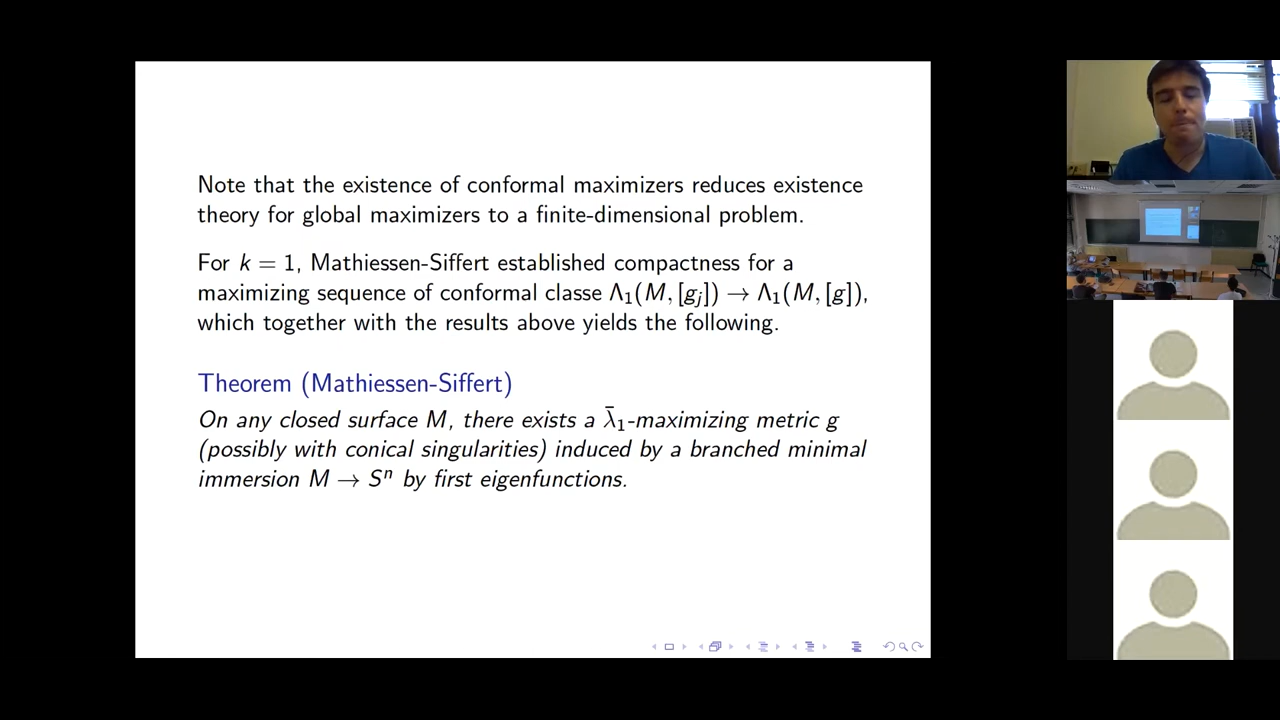 Note that the existence of conformal maximizers reduces existence
theory for global maximizers to a finite-dimensional problem.
For k = 1, Mathiessen-Siffert established compactness for a
maximizing sequence of conformal classe Λ₁(M, [gⱼ]) → Λ₁(M, [g]),
which together with the results above yields the following.
Theorem (Mathiessen-Siffert)
On any closed surface M, there exists a λ̄₁-maximizing metric g
(possibly with conical singularities) induced by a branched minimal
immersion M → Sⁿ by first eigenfunctions.